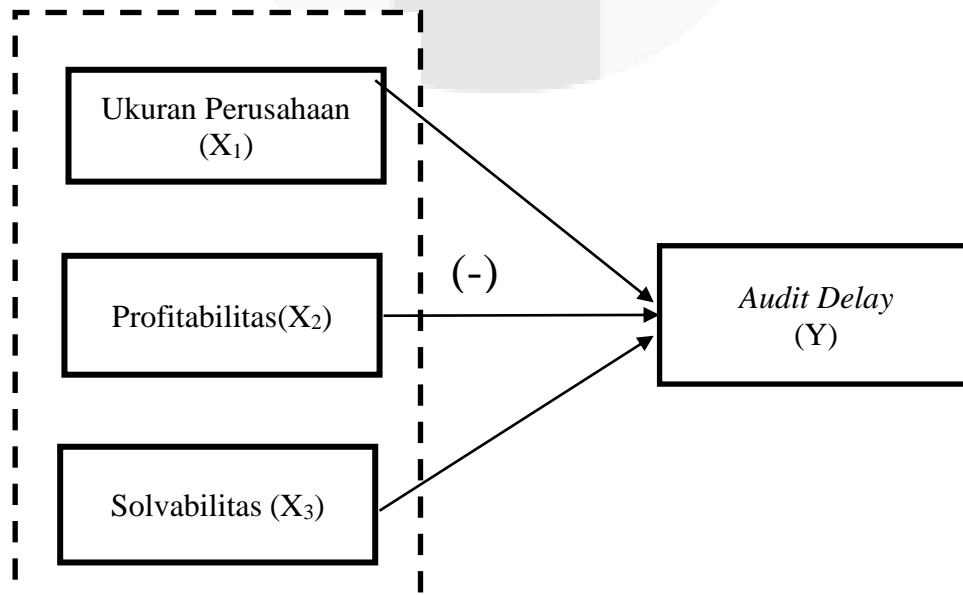 Ukuran Perusahaan
(X₁)
(-)
Profitabilitas(X₂)
Audit Delay
(Y)
Solvabilitas (X₃)